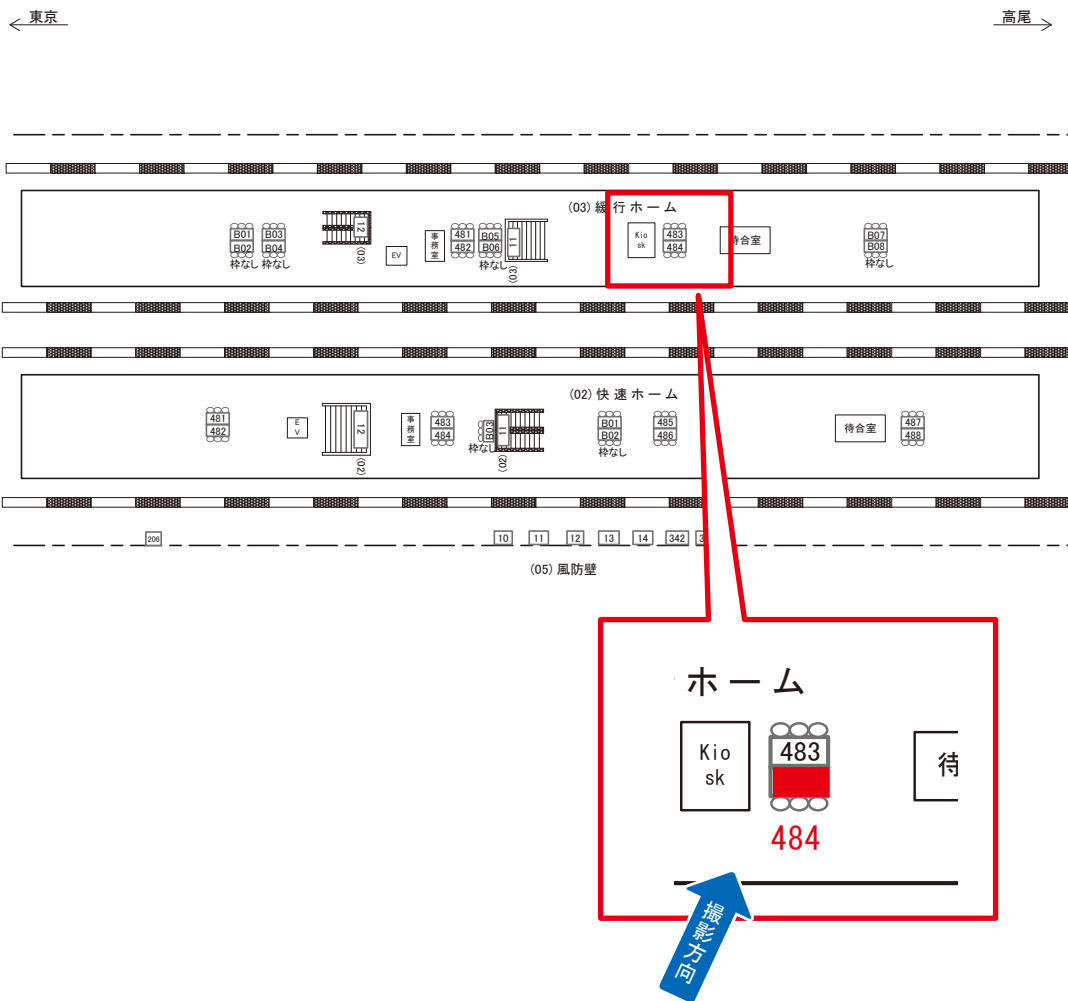 東京
高尾
(03) 緩行ホーム
B01
B02
枠なし
B03
B04
枠なし
12
(03)
EV
事務室
481
482
B05
B06
枠なし
11
(03)
Kio
sk
483
484
待合室
B07
B08
枠なし
(02) 快速ホーム
481
482
E
V
12
(02)
事務室
483
484
B03
枠なし
11
(02)
B01
B02
枠なし
485
486
待合室
487
488
206
10
11
12
13
14
342
(05) 風防壁
ホーム
Kio
sk
483
484
待
撮影方向